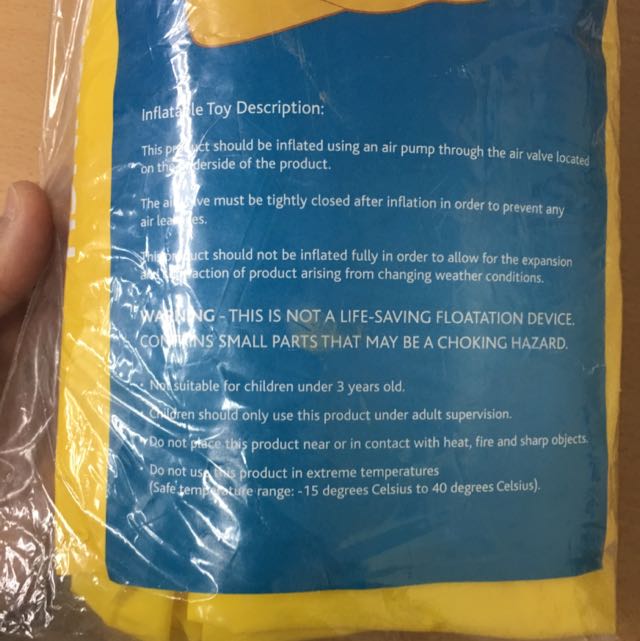 Inflatable Toy Description:
This product should be inflated using an air pump through the air valve located
on the underside of the product.
The air valve must be tightly closed after inflation in order to prevent any
air leakages.
This product should not be inflated fully in order to allow for the expansion
and contraction of product arising from changing weather conditions.
WARNING - THIS IS NOT A LIFE-SAVING FLOATATION DEVICE.
CONTAINS SMALL PARTS THAT MAY BE A CHOKING HAZARD.
• Not suitable for children under 3 years old.
• Children should only use this product under adult supervision.
• Do not place this product near or in contact with heat, fire and sharp objects.
Do not use this product in extreme temperatures
(Safe temperature range: -15 degrees Celsius to 40 degrees Celsius).